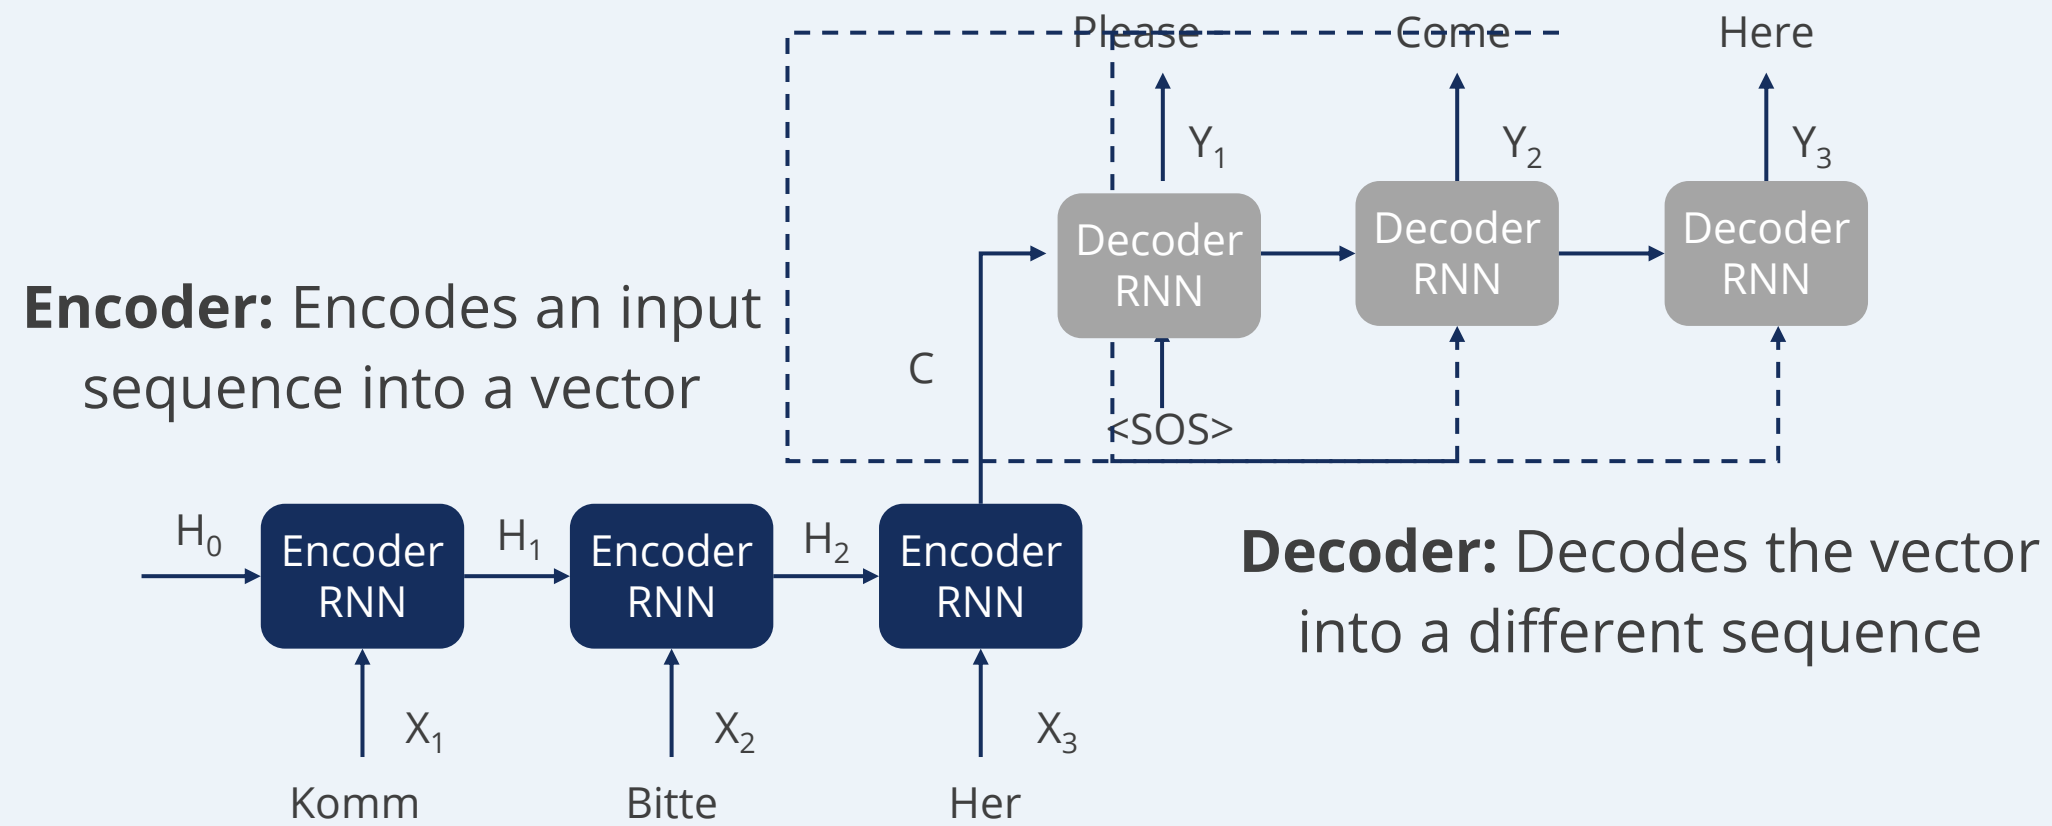 Please Come Here
Y1 Y2 Y3
Decoder
RNN
Decoder
RNN
Decoder
RNN
Encoder: Encodes an input
sequence into a vector
C
<SOS>
H0 H1 H2
Encoder
RNN
Encoder
RNN
Encoder
RNN
Decoder: Decodes the vector
into a different sequence
X1 X2 X3
Komm Bitte Her